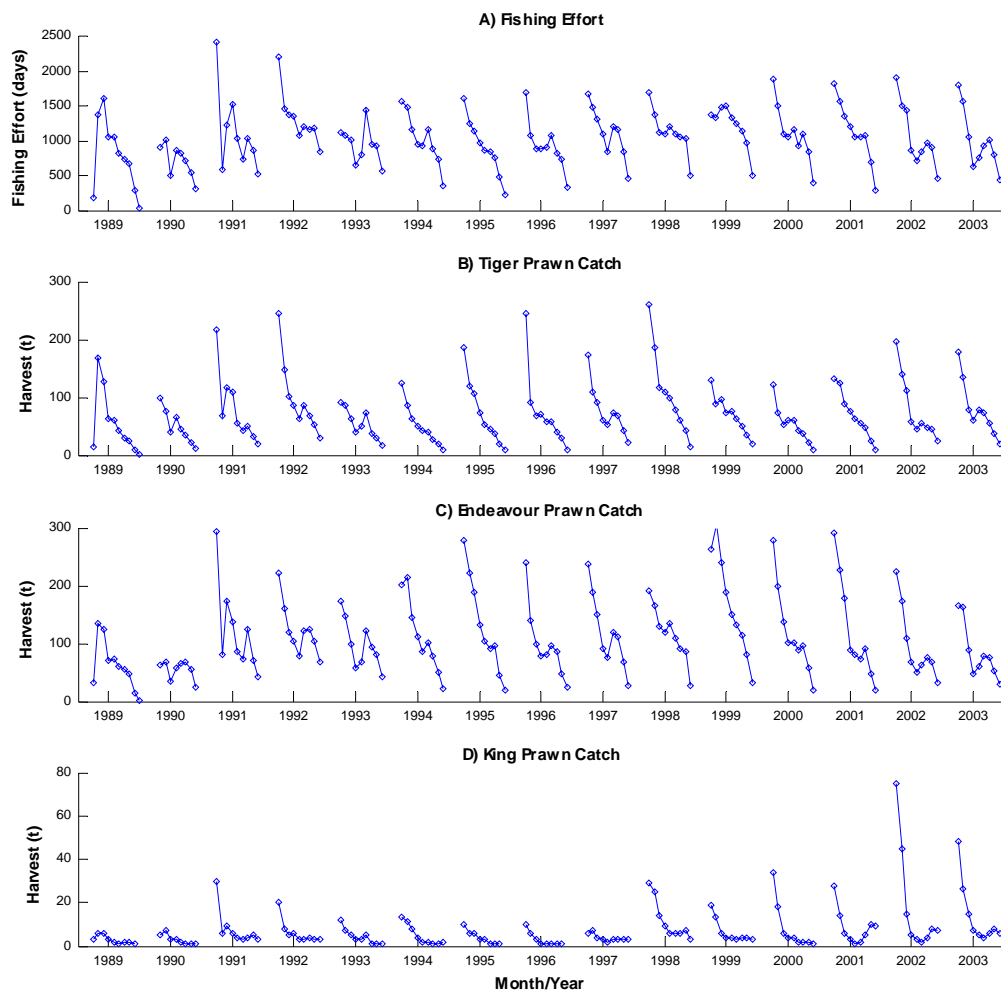 A) Fishing Effort
2500
2000
1500
1000
500
0
Fishing Effort (days)
1989 1990 1991 1992 1993 1994 1995 1996 1997 1998 1999 2000 2001 2002 2003
B) Tiger Prawn Catch
300
200
100
0
Harvest (t)
1989 1990 1991 1992 1993 1994 1995 1996 1997 1998 1999 2000 2001 2002 2003
C) Endeavour Prawn Catch
300
200
100
0
Harvest (t)
1989 1990 1991 1992 1993 1994 1995 1996 1997 1998 1999 2000 2001 2002 2003
D) King Prawn Catch
80
60
40
20
0
Harvest (t)
1989 1990 1991 1992 1993 1994 1995 1996 1997 1998 1999 2000 2001 2002 2003
Month/Year